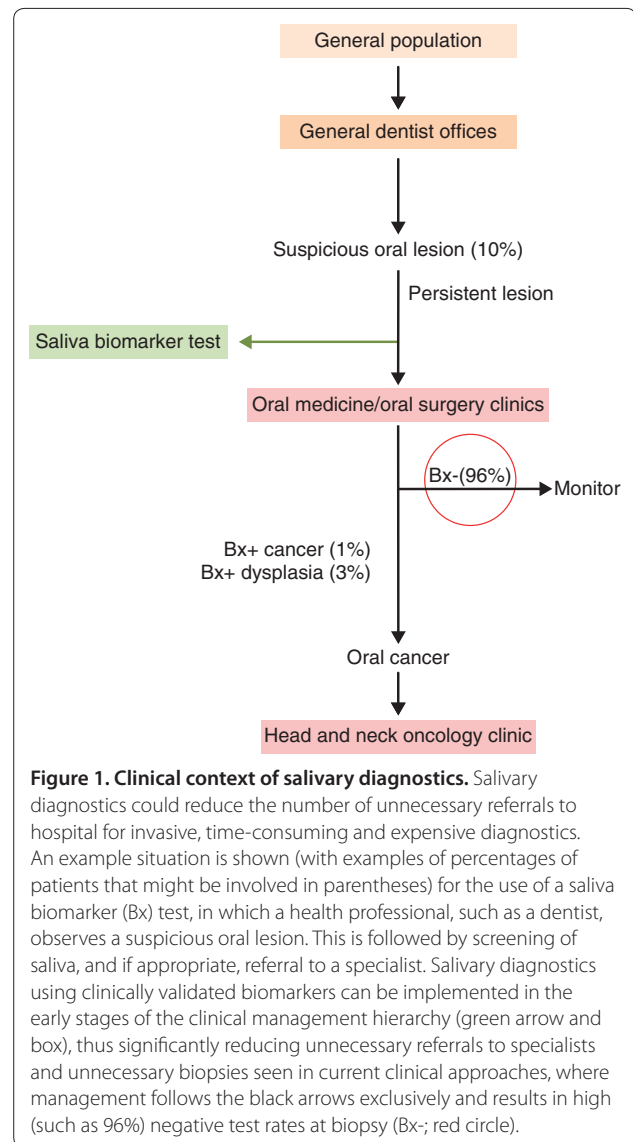 General population
General dentist offices
Suspicious oral lesion (10%)
Persistent lesion
Saliva biomarker test
Oral medicine/oral surgery clinics
Bx-(96%)
Monitor
Bx+ cancer (1%)
Bx+ dysplasia (3%)
Oral cancer
Head and neck oncology clinic
Figure 1. Clinical context of salivary diagnostics. Salivary
diagnostics could reduce the number of unnecessary referrals to
hospital for invasive, time-consuming and expensive diagnostics.
An example situation is shown (with examples of percentages of
patients that might be involved in parentheses) for the use of a saliva
biomarker (Bx) test, in which a health professional, such as a dentist,
observes a suspicious oral lesion. This is followed by screening of
saliva, and if appropriate, referral to a specialist. Salivary diagnostics
using clinically validated biomarkers can be implemented in the
early stages of the clinical management hierarchy (green arrow and
box), thus significantly reducing unnecessary referrals to specialists
and unnecessary biopsies seen in current clinical approaches, where
management follows the black arrows exclusively and results in high
(such as 96%) negative test rates at biopsy (Bx-; red circle).